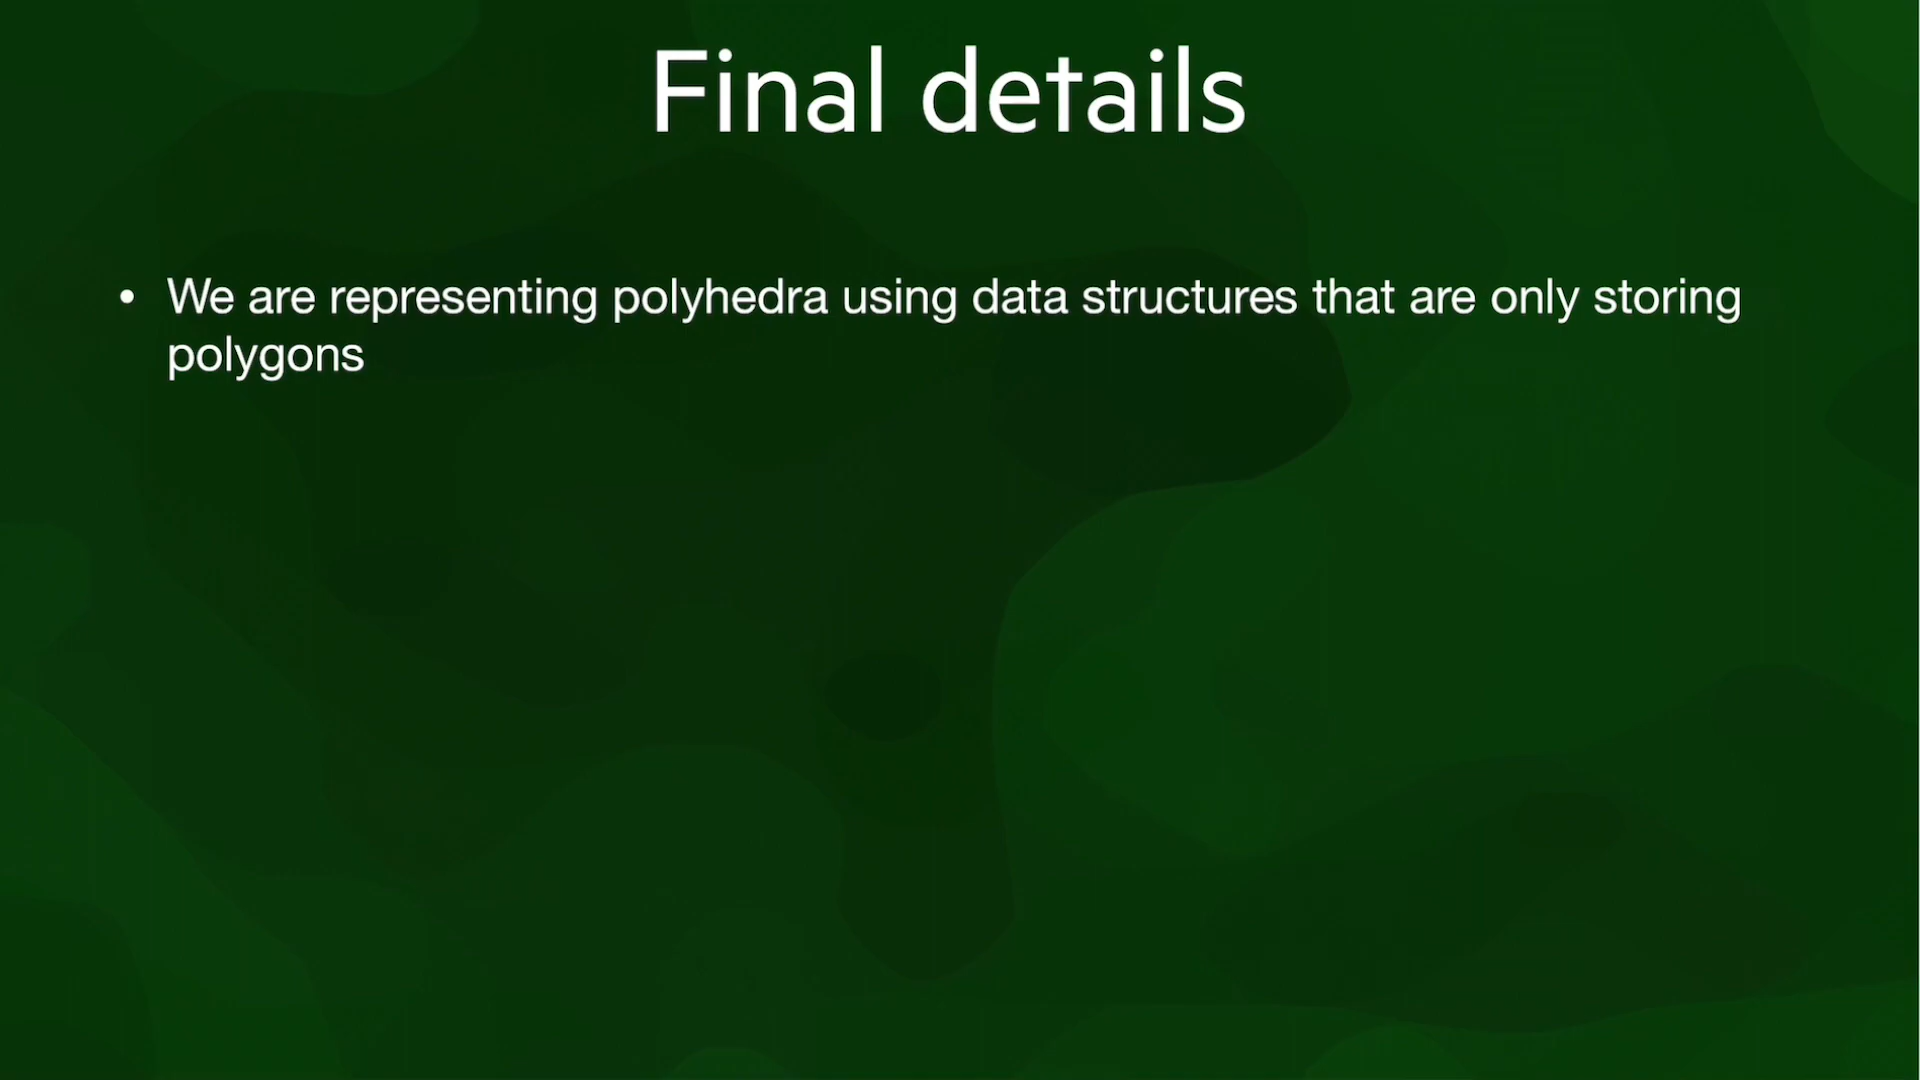 Final details
• We are representing polyhedra using data structures that are only storing
polygons